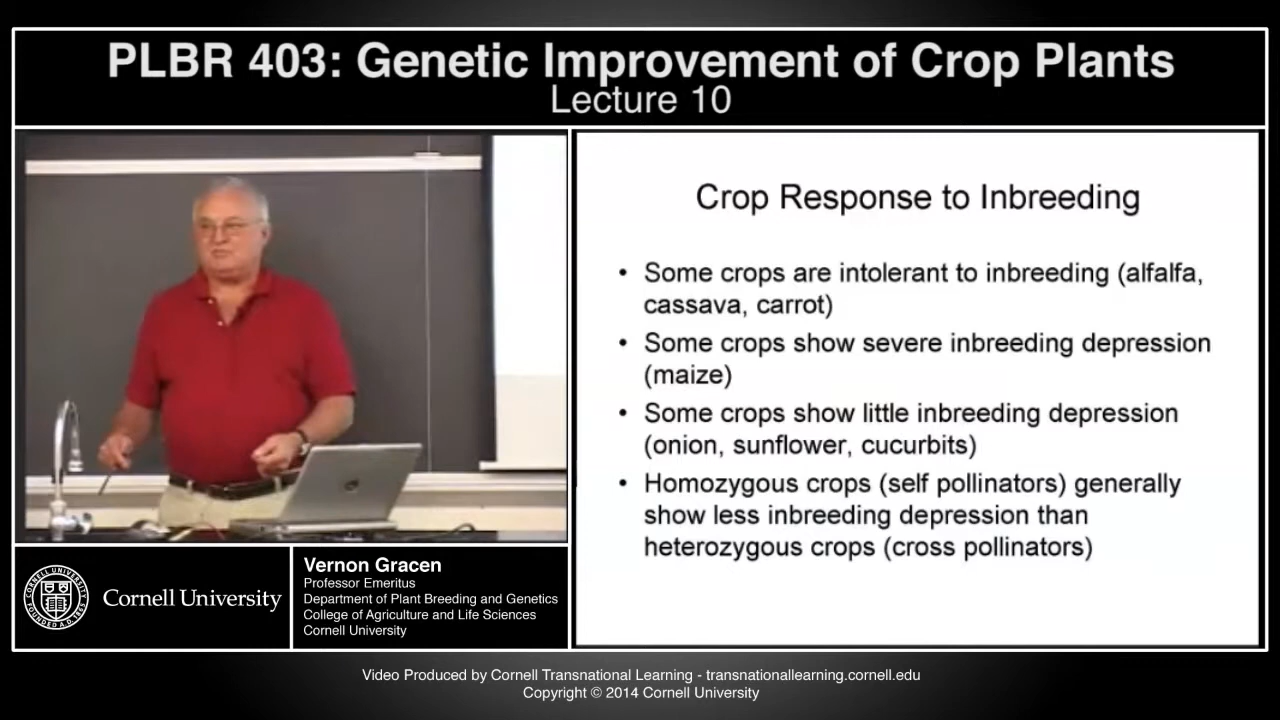 PLBR 403: Genetic Improvement of Crop Plants
Lecture 10
Crop Response to Inbreeding
• Some crops are intolerant to inbreeding (alfalfa,
cassava, carrot)
• Some crops show severe inbreeding depression
(maize)
• Some crops show little inbreeding depression
(onion, sunflower, cucurbits)
• Homozygous crops (self pollinators) generally
show less inbreeding depression than
heterozygous crops (cross pollinators)
CORNELL UNIVERSITY
FOUNDED A.D. 1865
Cornell University
Vernon Gracen
Professor Emeritus
Department of Plant Breeding and Genetics
College of Agriculture and Life Sciences
Cornell University
Video Produced by Cornell Transnational Learning - transnationallearning.cornell.edu
Copyright © 2014 Cornell University